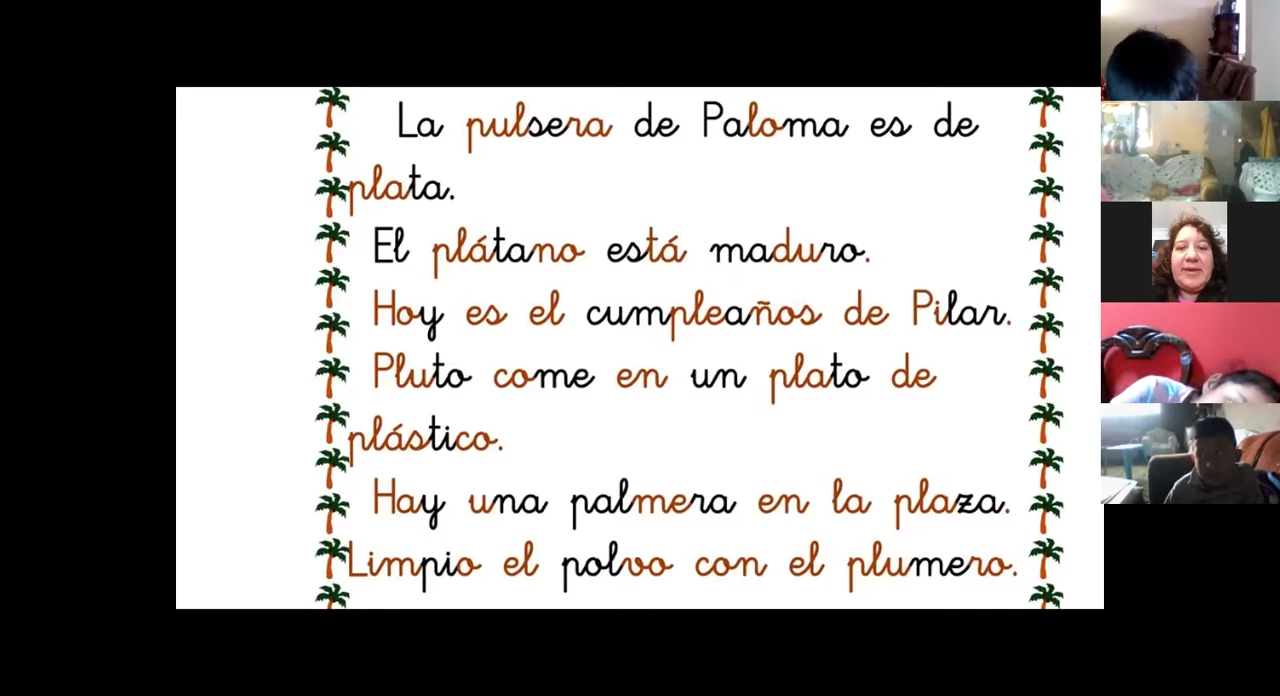 La pulsera de Paloma es de
plata.
El plátano está maduro.
Hoy es el cumpleaños de Pilar.
Pluto come en un plato de
plástico.
Hay una palmera en la plaza.
Limpio el polvo con el plumero.